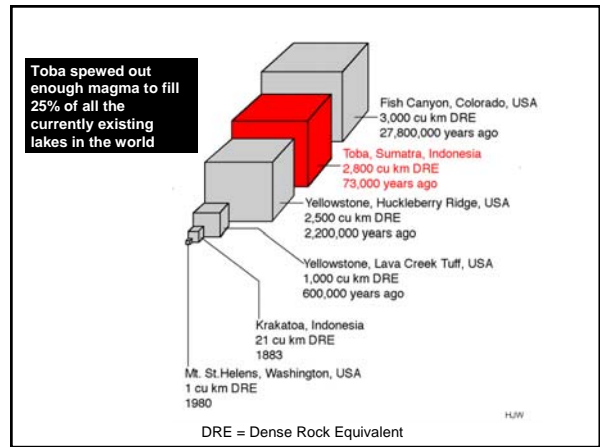 Toba spewed out
enough magma to fill
25% of all the
currently existing
lakes in the world
Fish Canyon, Colorado, USA
3,000 cu km DRE
27,800,000 years ago
Toba, Sumatra, Indonesia
2,800 cu km DRE
73,000 years ago
Yellowstone, Huckleberry Ridge, USA
2,500 cu km DRE
2,200,000 years ago
Yellowstone, Lava Creek Tuff, USA
1,000 cu km DRE
600,000 years ago
Krakatoa, Indonesia
21 cu km DRE
1883
Mt. St.Helens, Washington, USA
1 cu km DRE
1980
HJW
DRE = Dense Rock Equivalent